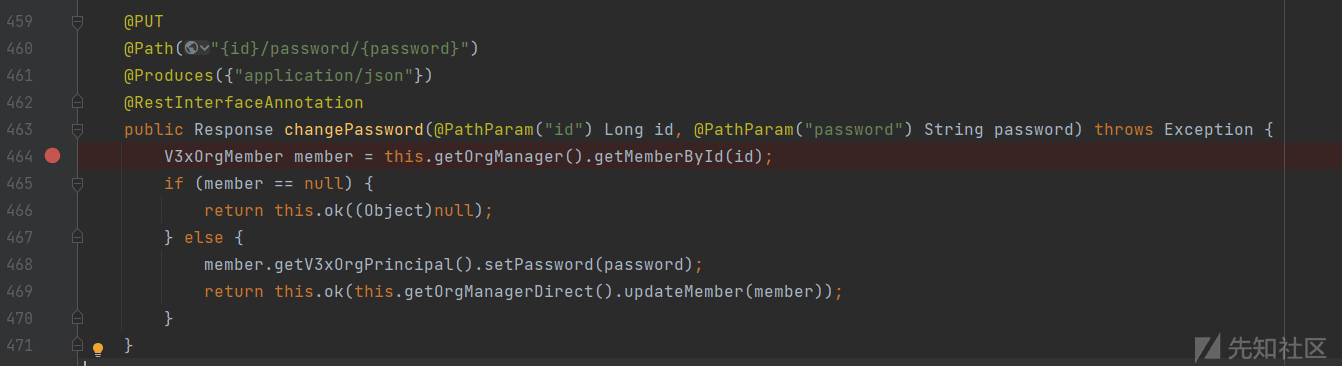 459 @PUT
460 @Path("{id}/password/{password}")
461 @Produces({"application/json"})
462 @RestInterfaceAnnotation
463 public Response changePassword(@PathParam("id") Long id, @PathParam("password") String password) throws Exception {
464 V3xOrgMember member = this.getOrgManager().getMemberById(id);
465 if (member == null) {
466 return this.ok((Object)null);
467 } else {
468 member.getV3xOrgPrincipal().setPassword(password);
469 return this.ok(this.getOrgManagerDirect().updateMember(member));
470 }
471 }
先知社区